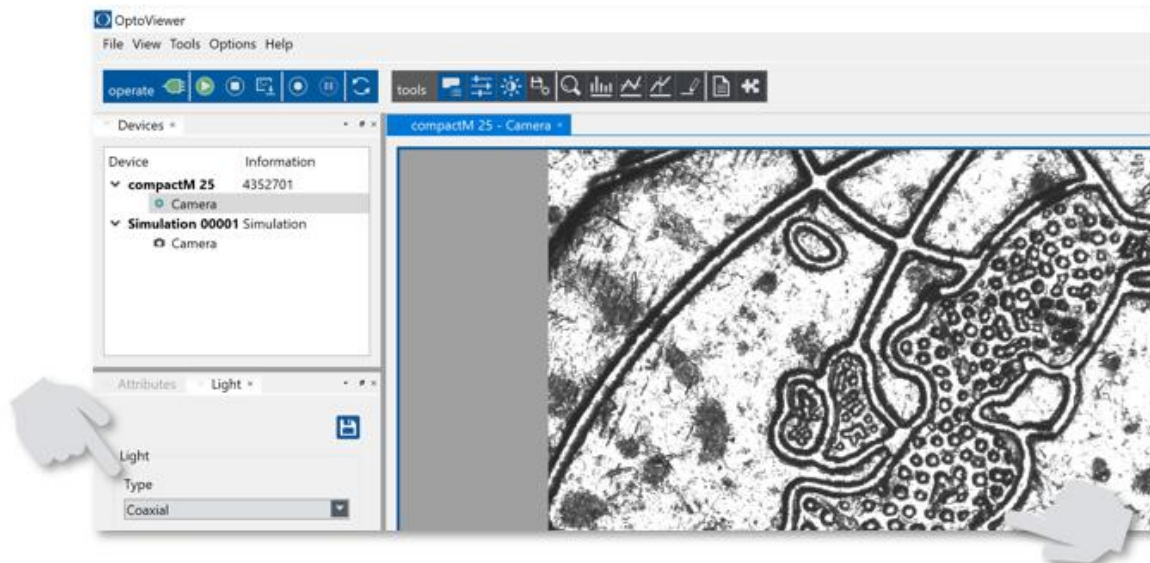 OptoViewer
File View Tools Options Help
operate
tools
Devices
compactM 25 - Camera
Device Information
compactM 25 4352701
Camera
Simulation 00001 Simulation
Camera
Attributes Light
Light
Type
Coaxial